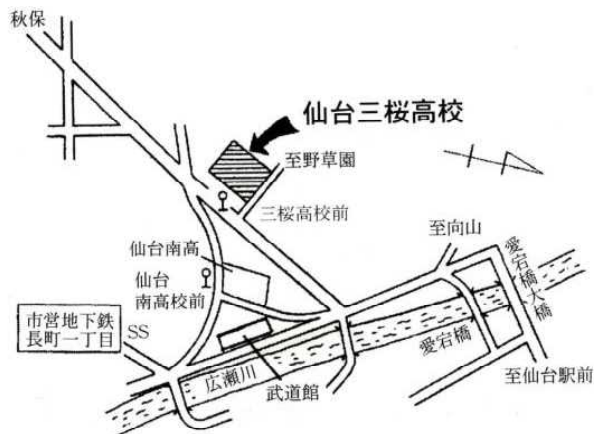 秋保
仙台三桜高校
至野草園
三桜高校前
至向山
愛宕大橋
愛宕橋
仙台南高
仙台
南高校前
市営地下鉄
長町一丁目
SS
広瀬川
武道館
至仙台駅前